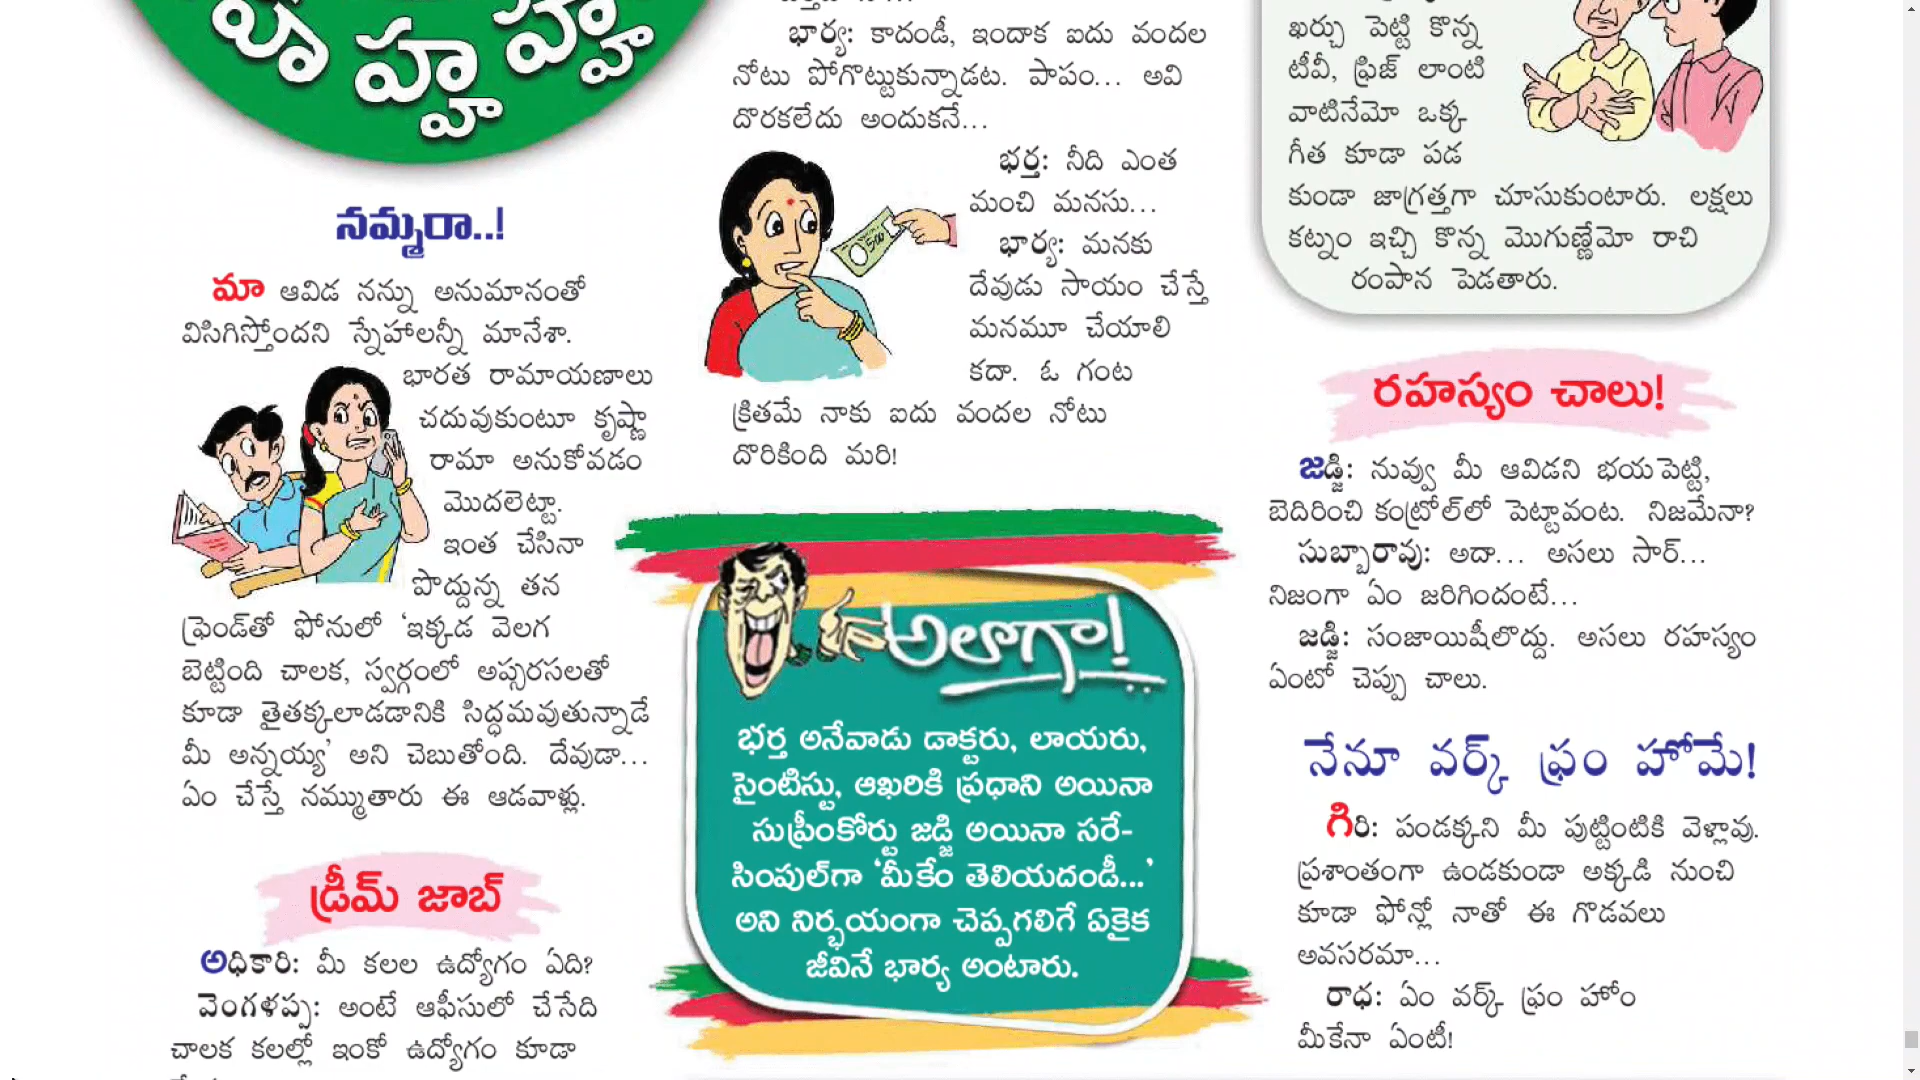 హ్హ హ్హ
నమ్మరా..!
మా ఆవిడ నన్ను అనుమానంతో
విసిగిస్తోందని స్నేహాలన్నీ మానేశా.
భారత రామాయణాలు
చదువుకుంటూ కృష్ణా
రామా అనుకోవడం
మొదలెట్టా.
ఇంత చేసినా
పొద్దున్న తన
ఫ్రెండ్‌తో ఫోనులో ‘ఇక్కడ వెలగ
బెట్టింది చాలక, స్వర్గంలో అప్సరసలతో
కూడా తైతక్కలాడడానికి సిద్ధమవుతున్నాడే
మీ అన్నయ్య’ అని చెబుతోంది. దేవుడా...
ఏం చేస్తే నమ్ముతారు ఈ ఆడవాళ్లు.
డ్రీమ్ జాబ్
అధికారి: మీ కలల ఉద్యోగం ఏది?
వెంగళప్ప: అంటే ఆఫీసులో చేసేది
చాలక కలల్లో ఇంకో ఉద్యోగం కూడా
భార్య: కాదండీ, ఇందాక ఐదు వందల
నోటు పోగొట్టుకున్నాడట. పాపం... అవి
దొరకలేదు అందుకనే...
భర్త: నీది ఎంత
మంచి మనసు...
భార్య: మనకు
దేవుడు సాయం చేస్తే
మనమూ చేయాలి
కదా. ఓ గంట
క్రితమే నాకు ఐదు వందల నోటు
దొరికింది మరి!
500
అలాగా!
భర్త అనేవాడు డాక్టరు, లాయరు,
సైంటిస్టు, ఆఖరికి ప్రధాని అయినా
సుప్రీంకోర్టు జడ్జి అయినా సరే-
సింపుల్‌గా ‘మీకేం తెలియదండీ...’
అని నిర్భయంగా చెప్పగలిగే ఏకైక
జీవినే భార్య అంటారు.
ఖర్చు పెట్టి కొన్న
టీవీ, ఫ్రిజ్ లాంటి
వాటినేమో ఒక్క
గీత కూడా పడ
కుండా జాగ్రత్తగా చూసుకుంటారు. లక్షలు
కట్నం ఇచ్చి కొన్న మొగుణ్ణేమో రాచి
రంపాన పెడతారు.
రహస్యం చాలు!
జడ్జి: నువ్వు మీ ఆవిడని భయపెట్టి,
బెదిరించి కంట్రోల్‌లో పెట్టావంట. నిజమేనా?
సుబ్బారావు: అదా... అసలు సార్...
నిజంగా ఏం జరిగిందంటే...
జడ్జి: సంజాయిషీలొద్దు. అసలు రహస్యం
ఏంటో చెప్పు చాలు.
నేనూ వర్క్ ఫ్రం హోమే!
గిరి: పండక్కని మీ పుట్టింటికి వెళ్లావు.
ప్రశాంతంగా ఉండకుండా అక్కడి నుంచి
కూడా ఫోన్లో నాతో ఈ గొడవలు
అవసరమా...
రాధ: ఏం వర్క్ ఫ్రం హోం
మీకేనా ఏంటీ!